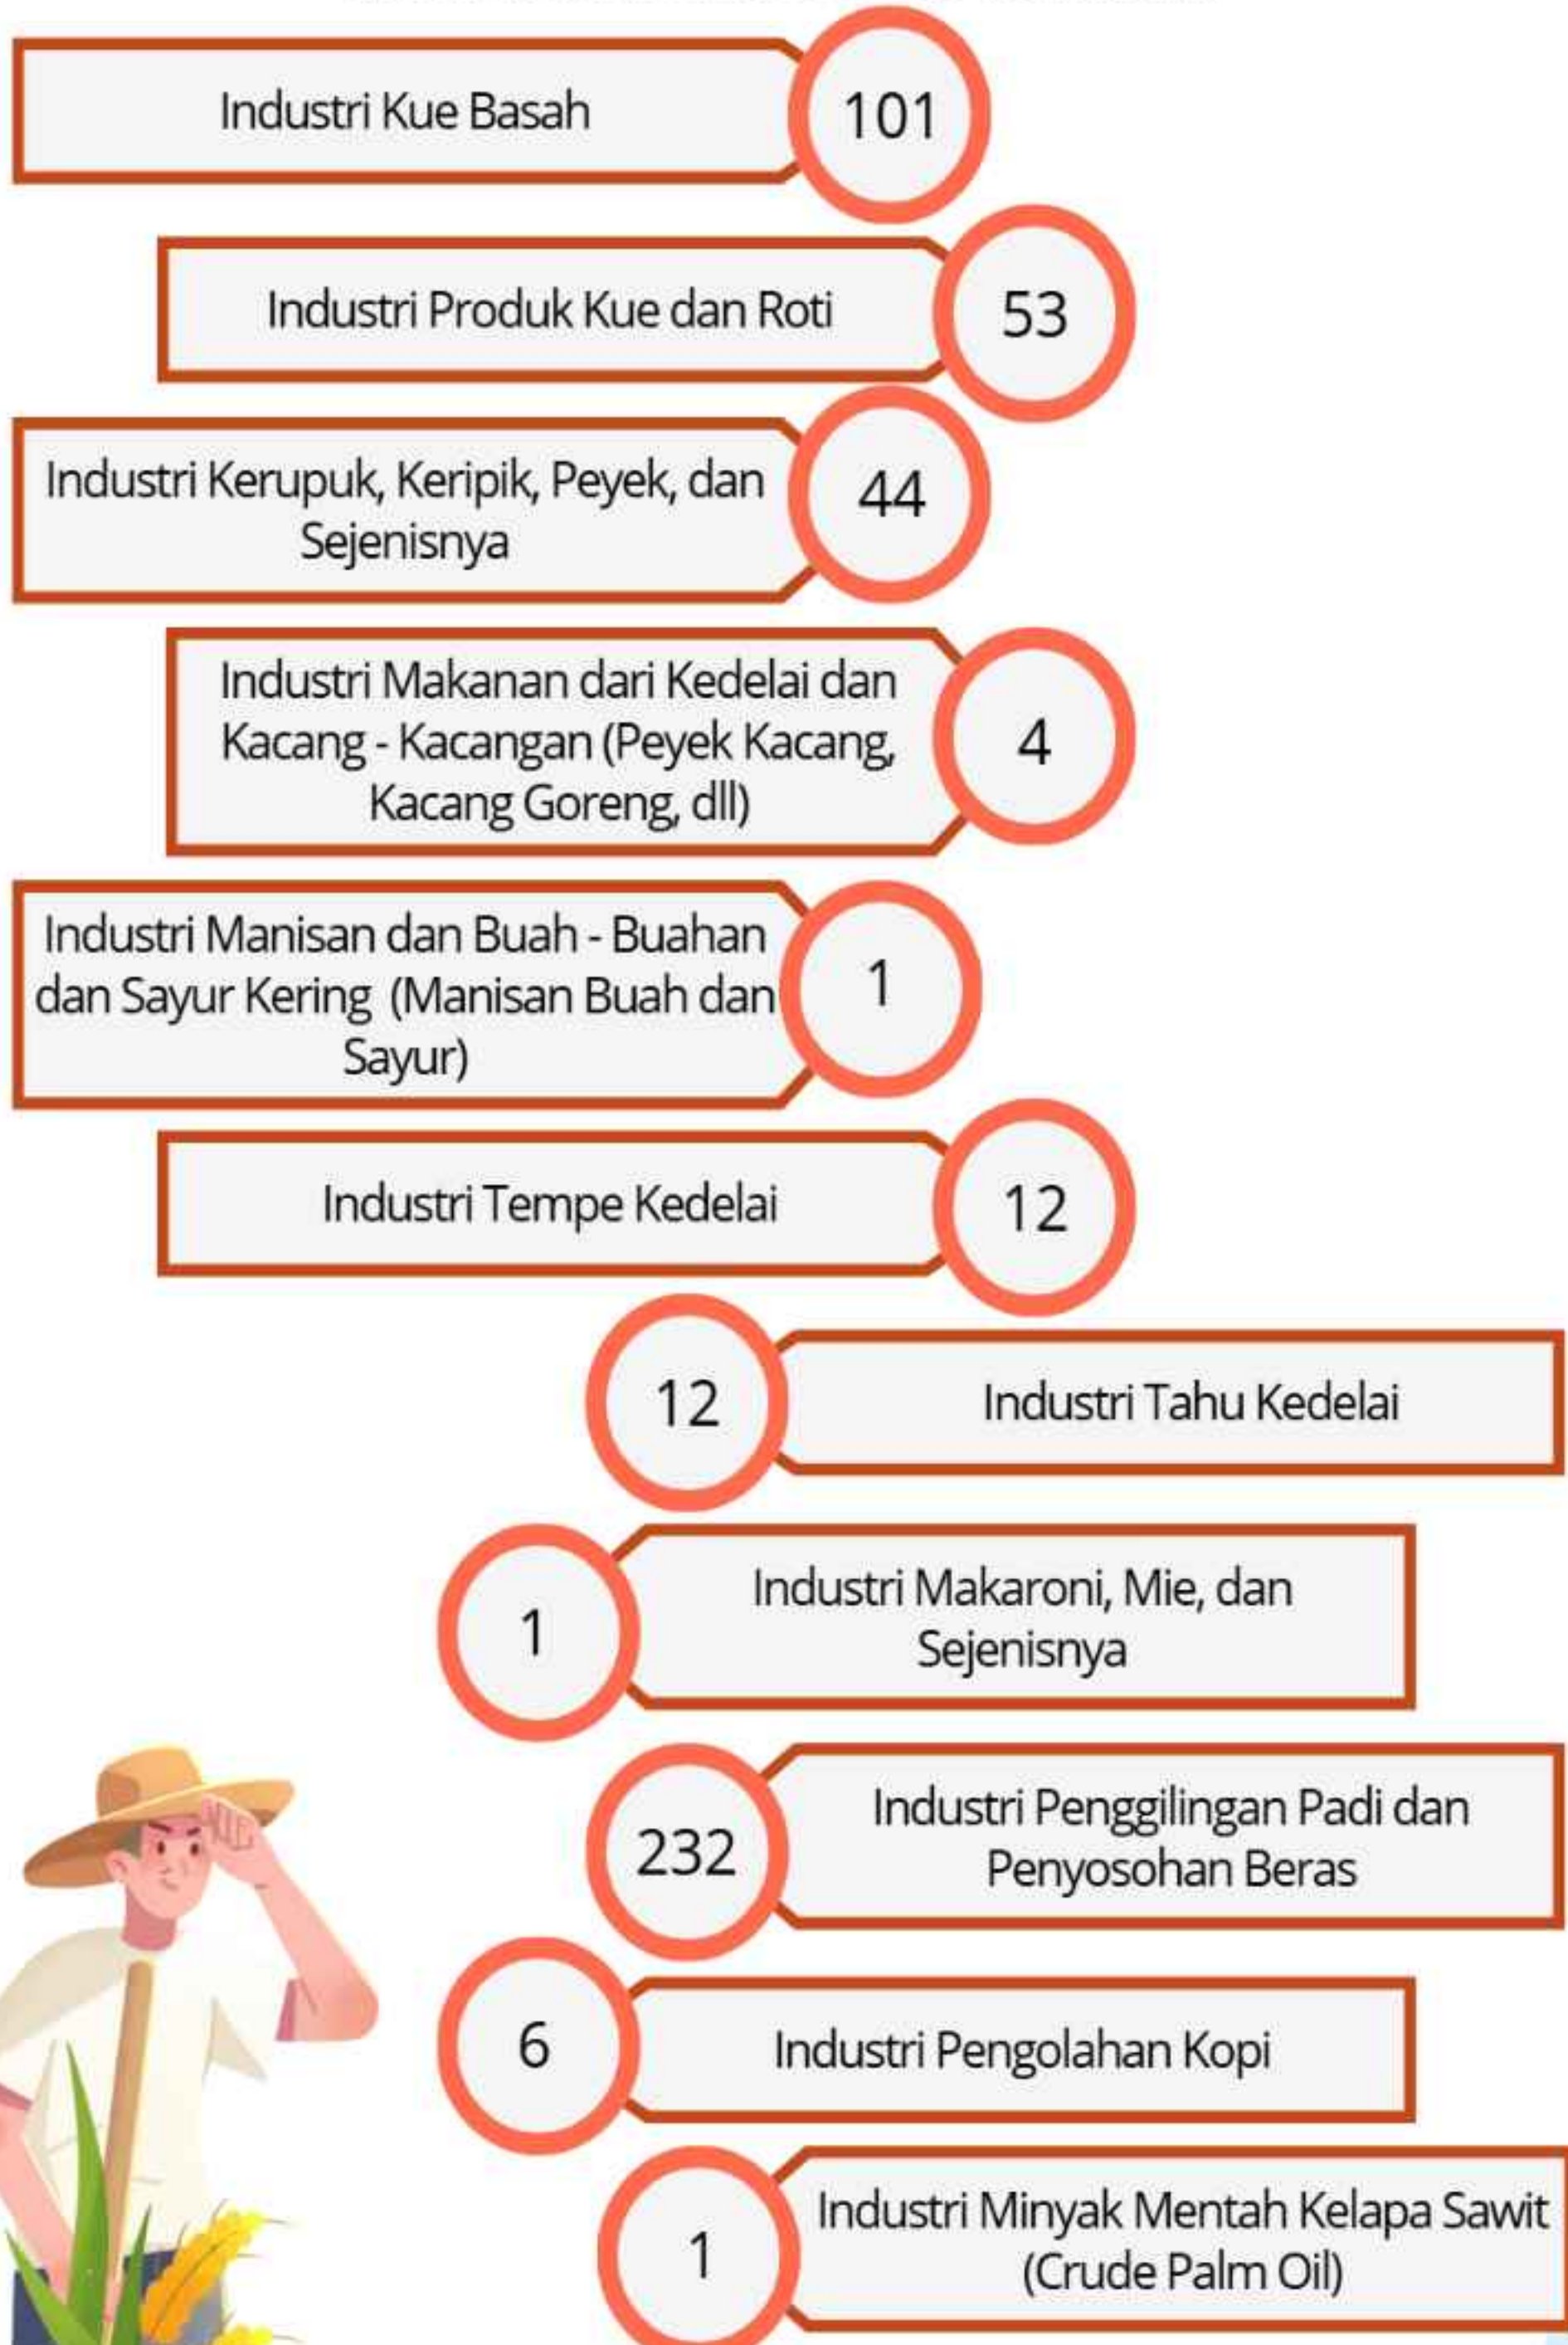 Industri Kue Basah
101
Industri Produk Kue dan Roti
53
Industri Kerupuk, Keripik, Peyek, dan
Sejenisnya
44
Industri Makanan dari Kedelai dan
Kacang - Kacangan (Peyek Kacang,
Kacang Goreng, dll)
4
Industri Manisan dan Buah - Buahan
dan Sayur Kering (Manisan Buah dan
Sayur)
1
Industri Tempe Kedelai
12
12
Industri Tahu Kedelai
1
Industri Makaroni, Mie, dan
Sejenisnya
232
Industri Penggilingan Padi dan
Penyosohan Beras
6
Industri Pengolahan Kopi
1
Industri Minyak Mentah Kelapa Sawit
(Crude Palm Oil)